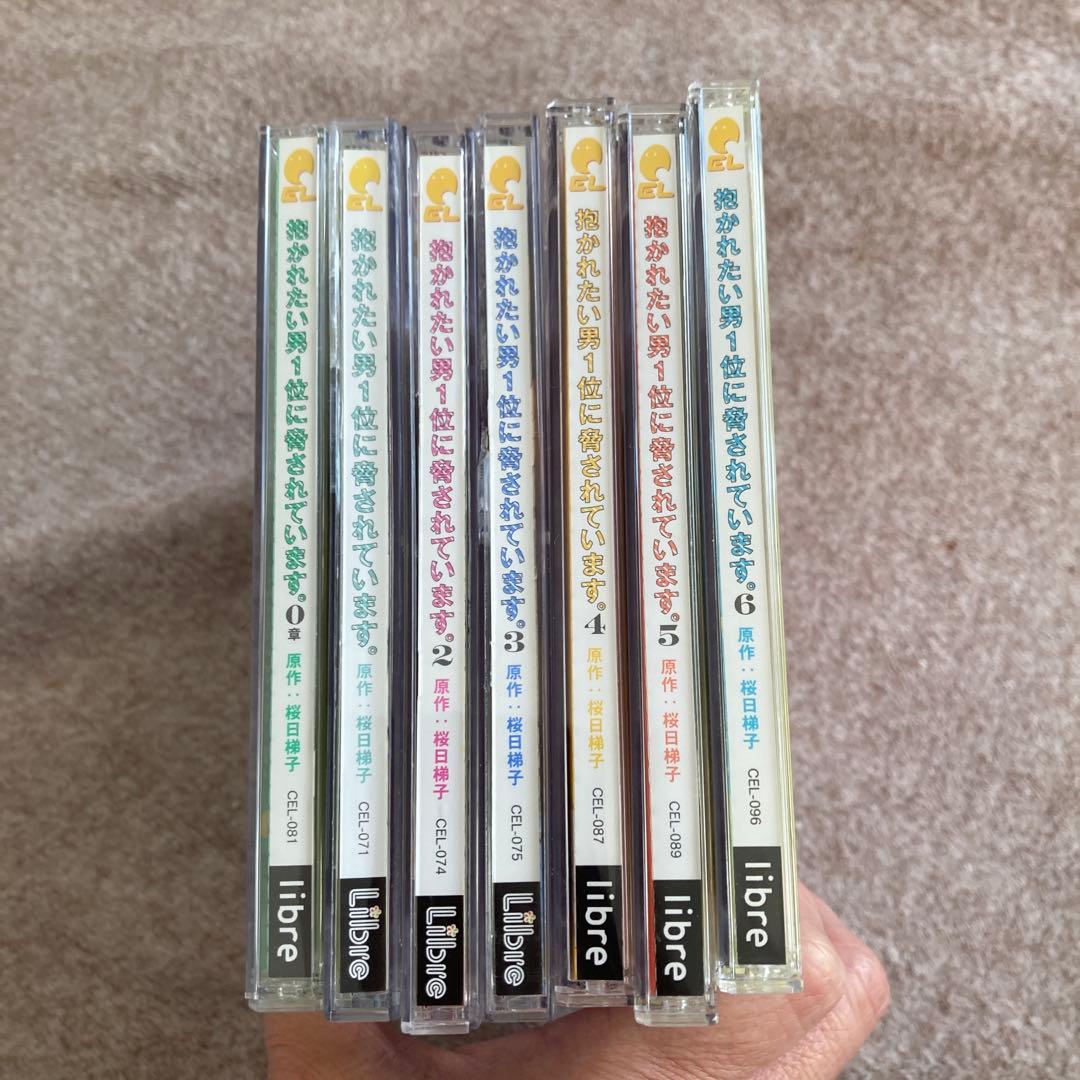 CEL
抱かれたい男1位に脅されています。0章 原作：桜日梯子 CEL-081
libre
CEL
抱かれたい男1位に脅されています。 原作：桜日梯子 CEL-071
Libre
CEL
抱かれたい男1位に脅されています。2 原作：桜日梯子 CEL-074
Libre
CEL
抱かれたい男1位に脅されています。3 原作：桜日梯子 CEL-075
Libre
CEL
抱かれたい男1位に脅されています。4 原作：桜日梯子 CEL-087
libre
CEL
抱かれたい男1位に脅されています。5 原作：桜日梯子 CEL-089
libre
CEL
抱かれたい男1位に脅されています。6 原作：桜日梯子 CEL-096
libre